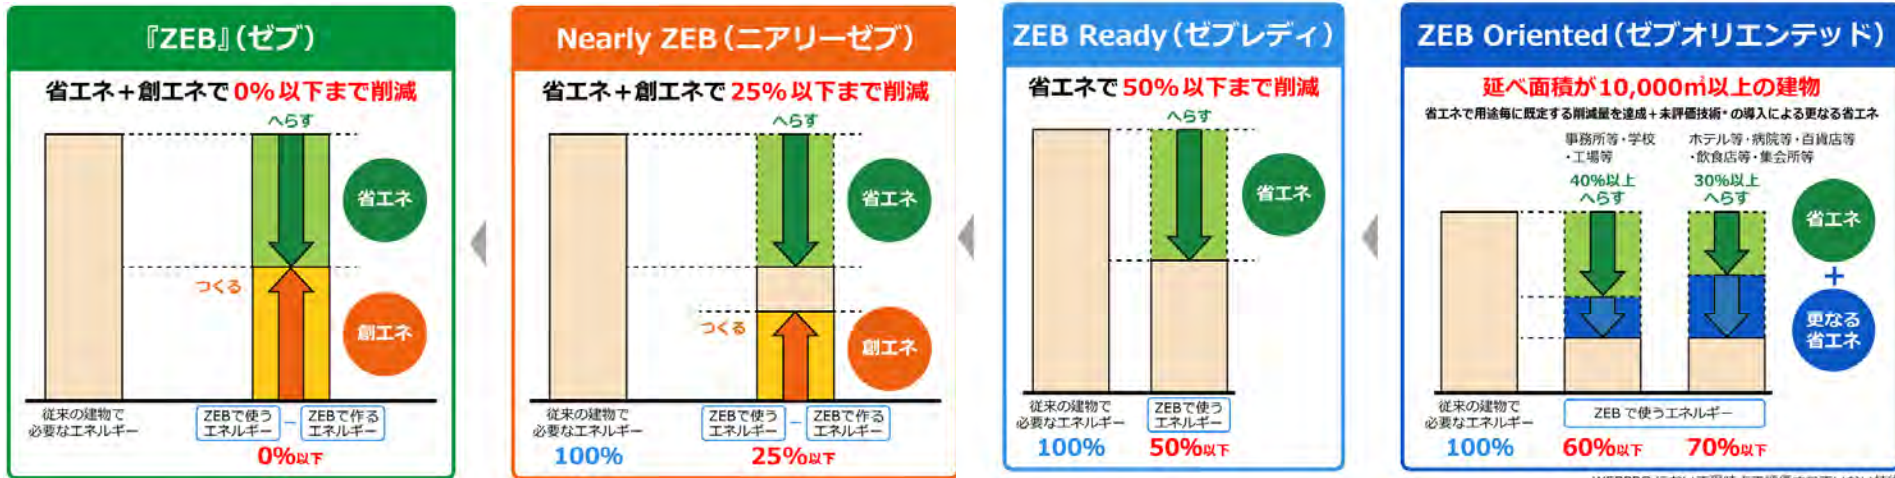 『ZEB』(ゼブ)
省エネ+創エネで0%以下まで削減
へらす
省エネ
つくる
創エネ
従来の建物で
必要なエネルギー
ZEBで使う
エネルギー
－
ZEBで作る
エネルギー
0%以下
Nearly ZEB(ニアリーゼブ)
省エネ+創エネで25%以下まで削減
へらす
省エネ
つくる
創エネ
従来の建物で
必要なエネルギー
100%
ZEBで使う
エネルギー
－
ZEBで作る
エネルギー
25%以下
ZEB Ready(ゼブレディ)
省エネで50%以下まで削減
へらす
省エネ
従来の建物で
必要なエネルギー
100%
ZEBで使う
エネルギー
50%以下
ZEB Oriented(ゼブオリエンテッド)
延べ面積が10,000㎡以上の建物
省エネで用途毎に既定する削減量を達成+未評価技術*の導入による更なる省エネ
事務所等・学校
・工場等
ホテル等・病院等・百貨店等
・飲食店等・集会所等
40%以上
へらす
30%以上
へらす
省エネ
+
更なる
省エネ
従来の建物で
必要なエネルギー
100%
ZEBで使うエネルギー
60%以下
70%以下